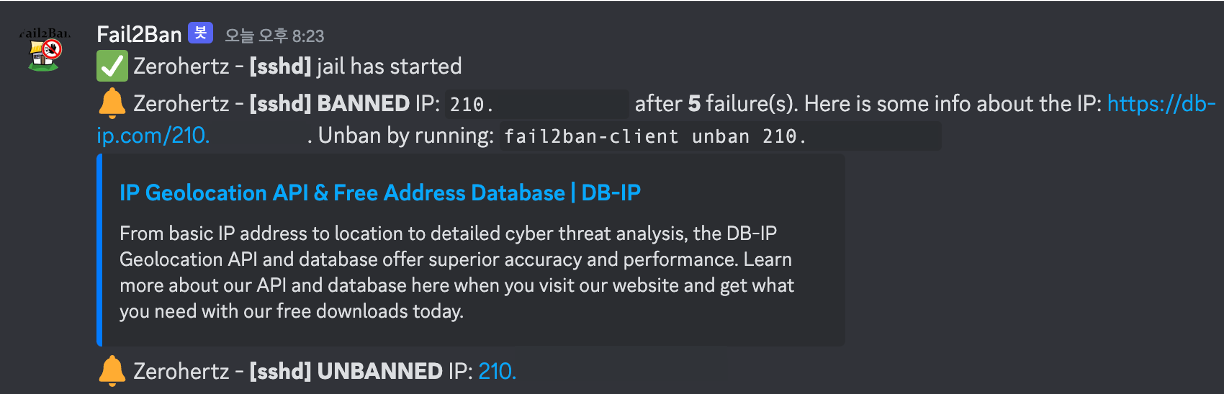 Fail2Ban
Fail2Ban 봇 오늘 오후 8:23
Zerohertz - [sshd] jail has started
Zerohertz - [sshd] BANNED IP: 210. after 5 failure(s). Here is some info about the IP: https://db-
ip.com/210. . Unban by running: fail2ban-client unban 210.
IP Geolocation API & Free Address Database | DB-IP
From basic IP address to location to detailed cyber threat analysis, the DB-IP
Geolocation API and database offer superior accuracy and performance. Learn
more about our API and database here when you visit our website and get what
you need with our free downloads today.
Zerohertz - [sshd] UNBANNED IP: 210.